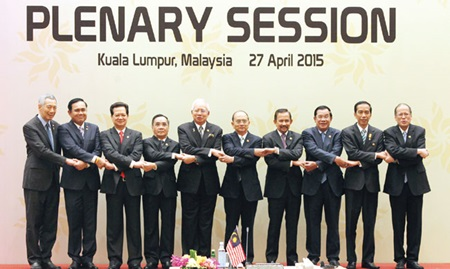 PLENARY SESSION
Kuala Lumpur, Malaysia 27 April 2015